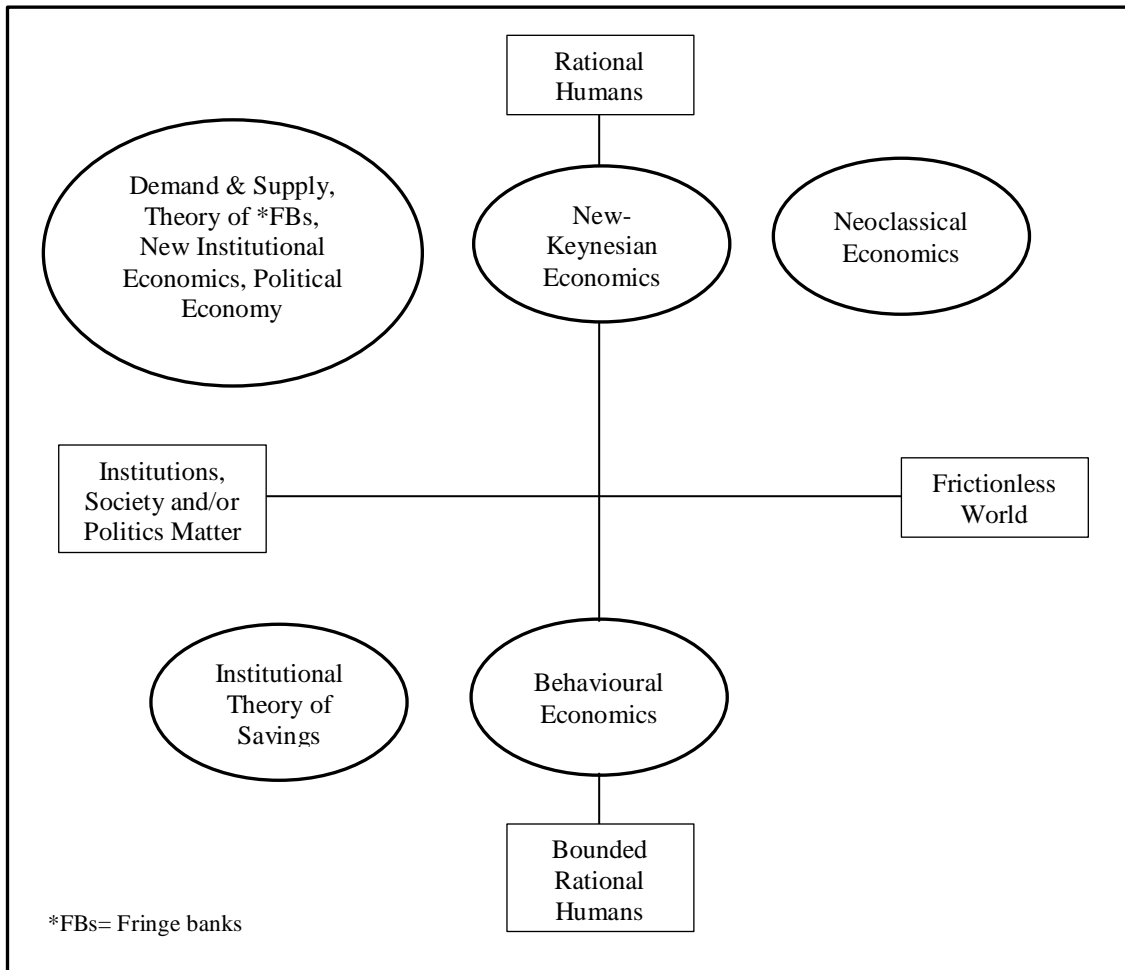 Rational
Humans
Demand & Supply,
Theory of *FBs,
New Institutional
Economics, Political
Economy
New-
Keynesian
Economics
Neoclassical
Economics
Institutions,
Society and/or
Politics Matter
Frictionless
World
Institutional
Theory of
Savings
Behavioural
Economics
Bounded
Rational
Humans
*FBs= Fringe banks